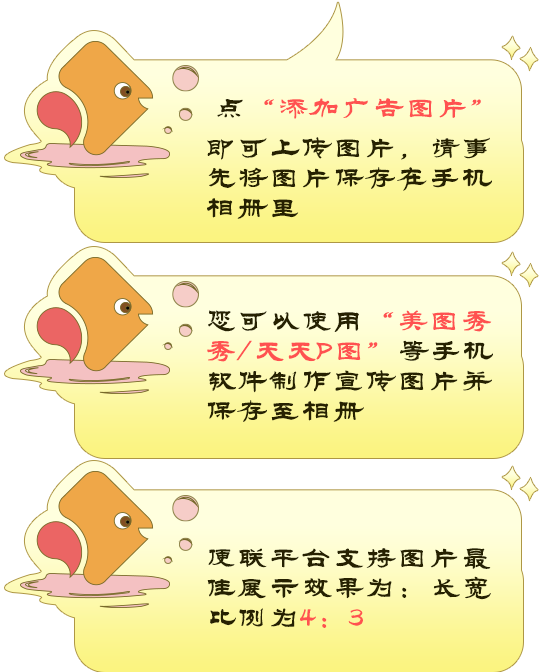 点“添加广告图片”
即可上传图片，请事
先将图片保存在手机
相册里
您可以使用“美图秀
秀/天天P图”等手机
软件制作宣传图片并
保存至相册
便联平台支持图片最
佳展示效果为：长宽
比例为4：3